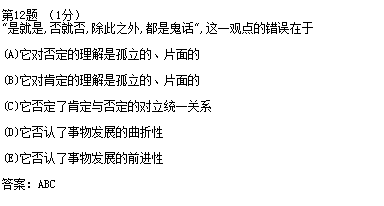 第12题 （1分）
"是就是,否就否,除此之外,都是鬼话",这一观点的错误在于
(A)它对否定的理解是孤立的、片面的
(B)它对肯定的理解是孤立的、片面的
(C)它否定了肯定与否定的对立统一关系
(D)它否认了事物发展的曲折性
(E)它否认了事物发展的前进性
答案：ABC